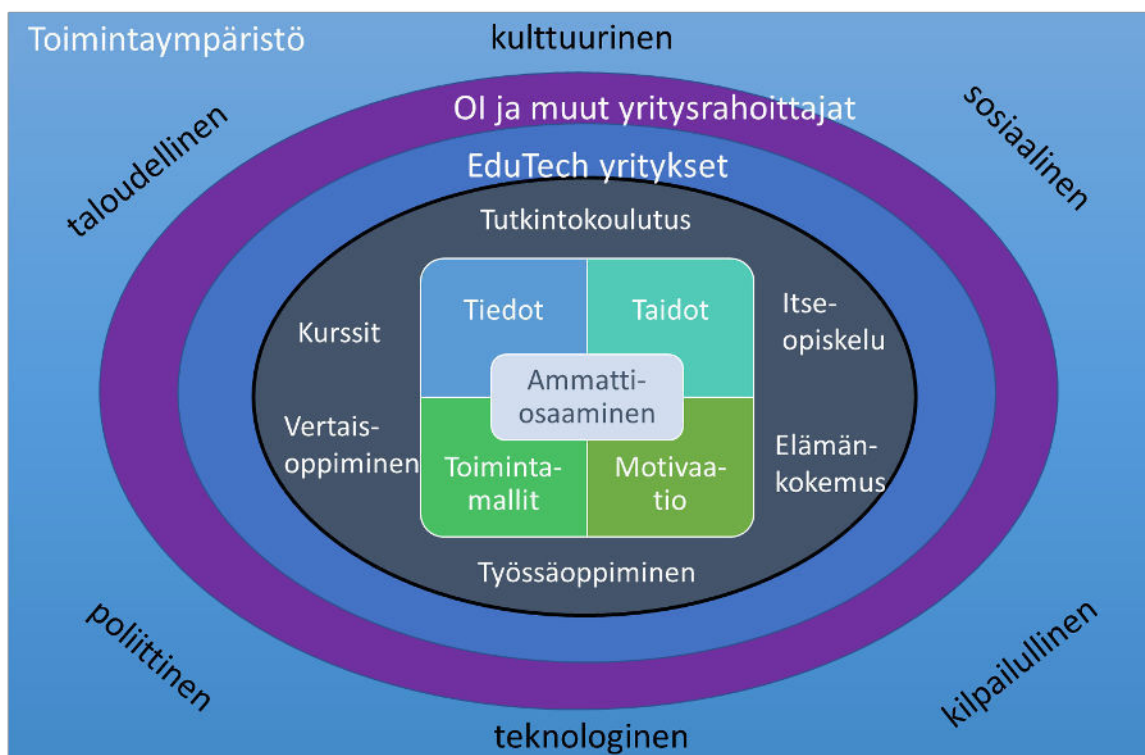 Toimintaympäristö
kulttuurinen
sosiaalinen
taloudellinen
OI ja muut yritysrahoittajat
EduTech yritykset
Tutkintokoulutus
Kurssit
Tiedot
Taidot
Itse-
opiskelu
Ammatti-
osaaminen
Vertais-
oppiminen
Toiminta-
mallit
Motivaa-
tio
Elämän-
kokemus
Työssäoppiminen
poliittinen
teknologinen
kilpailullinen